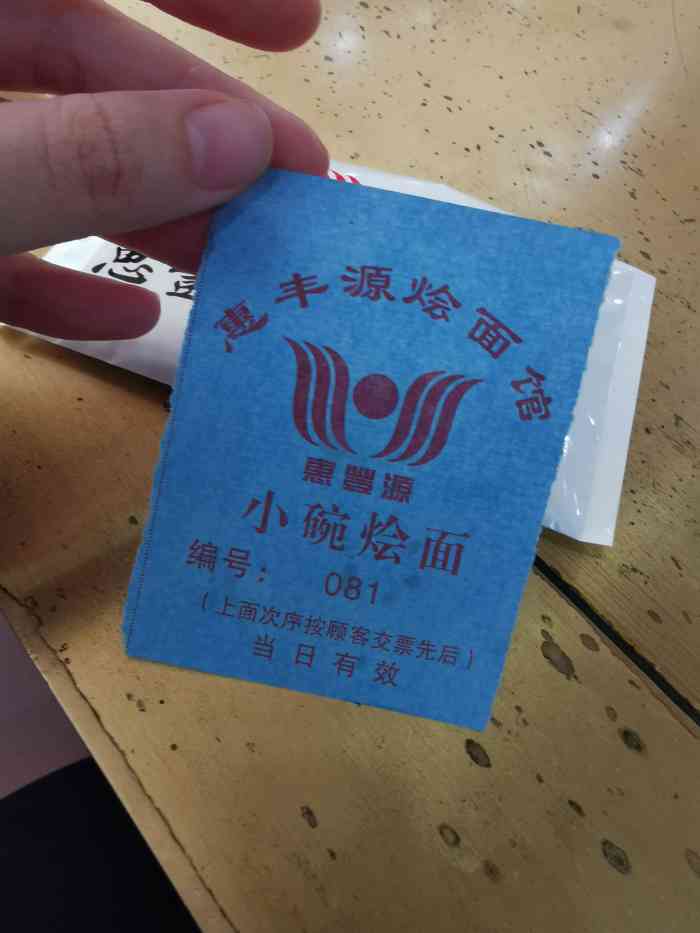 惠丰源烩面馆
惠豐源
小碗烩面
编号： 081
（上面次序按顾客交票先后）
当日有效